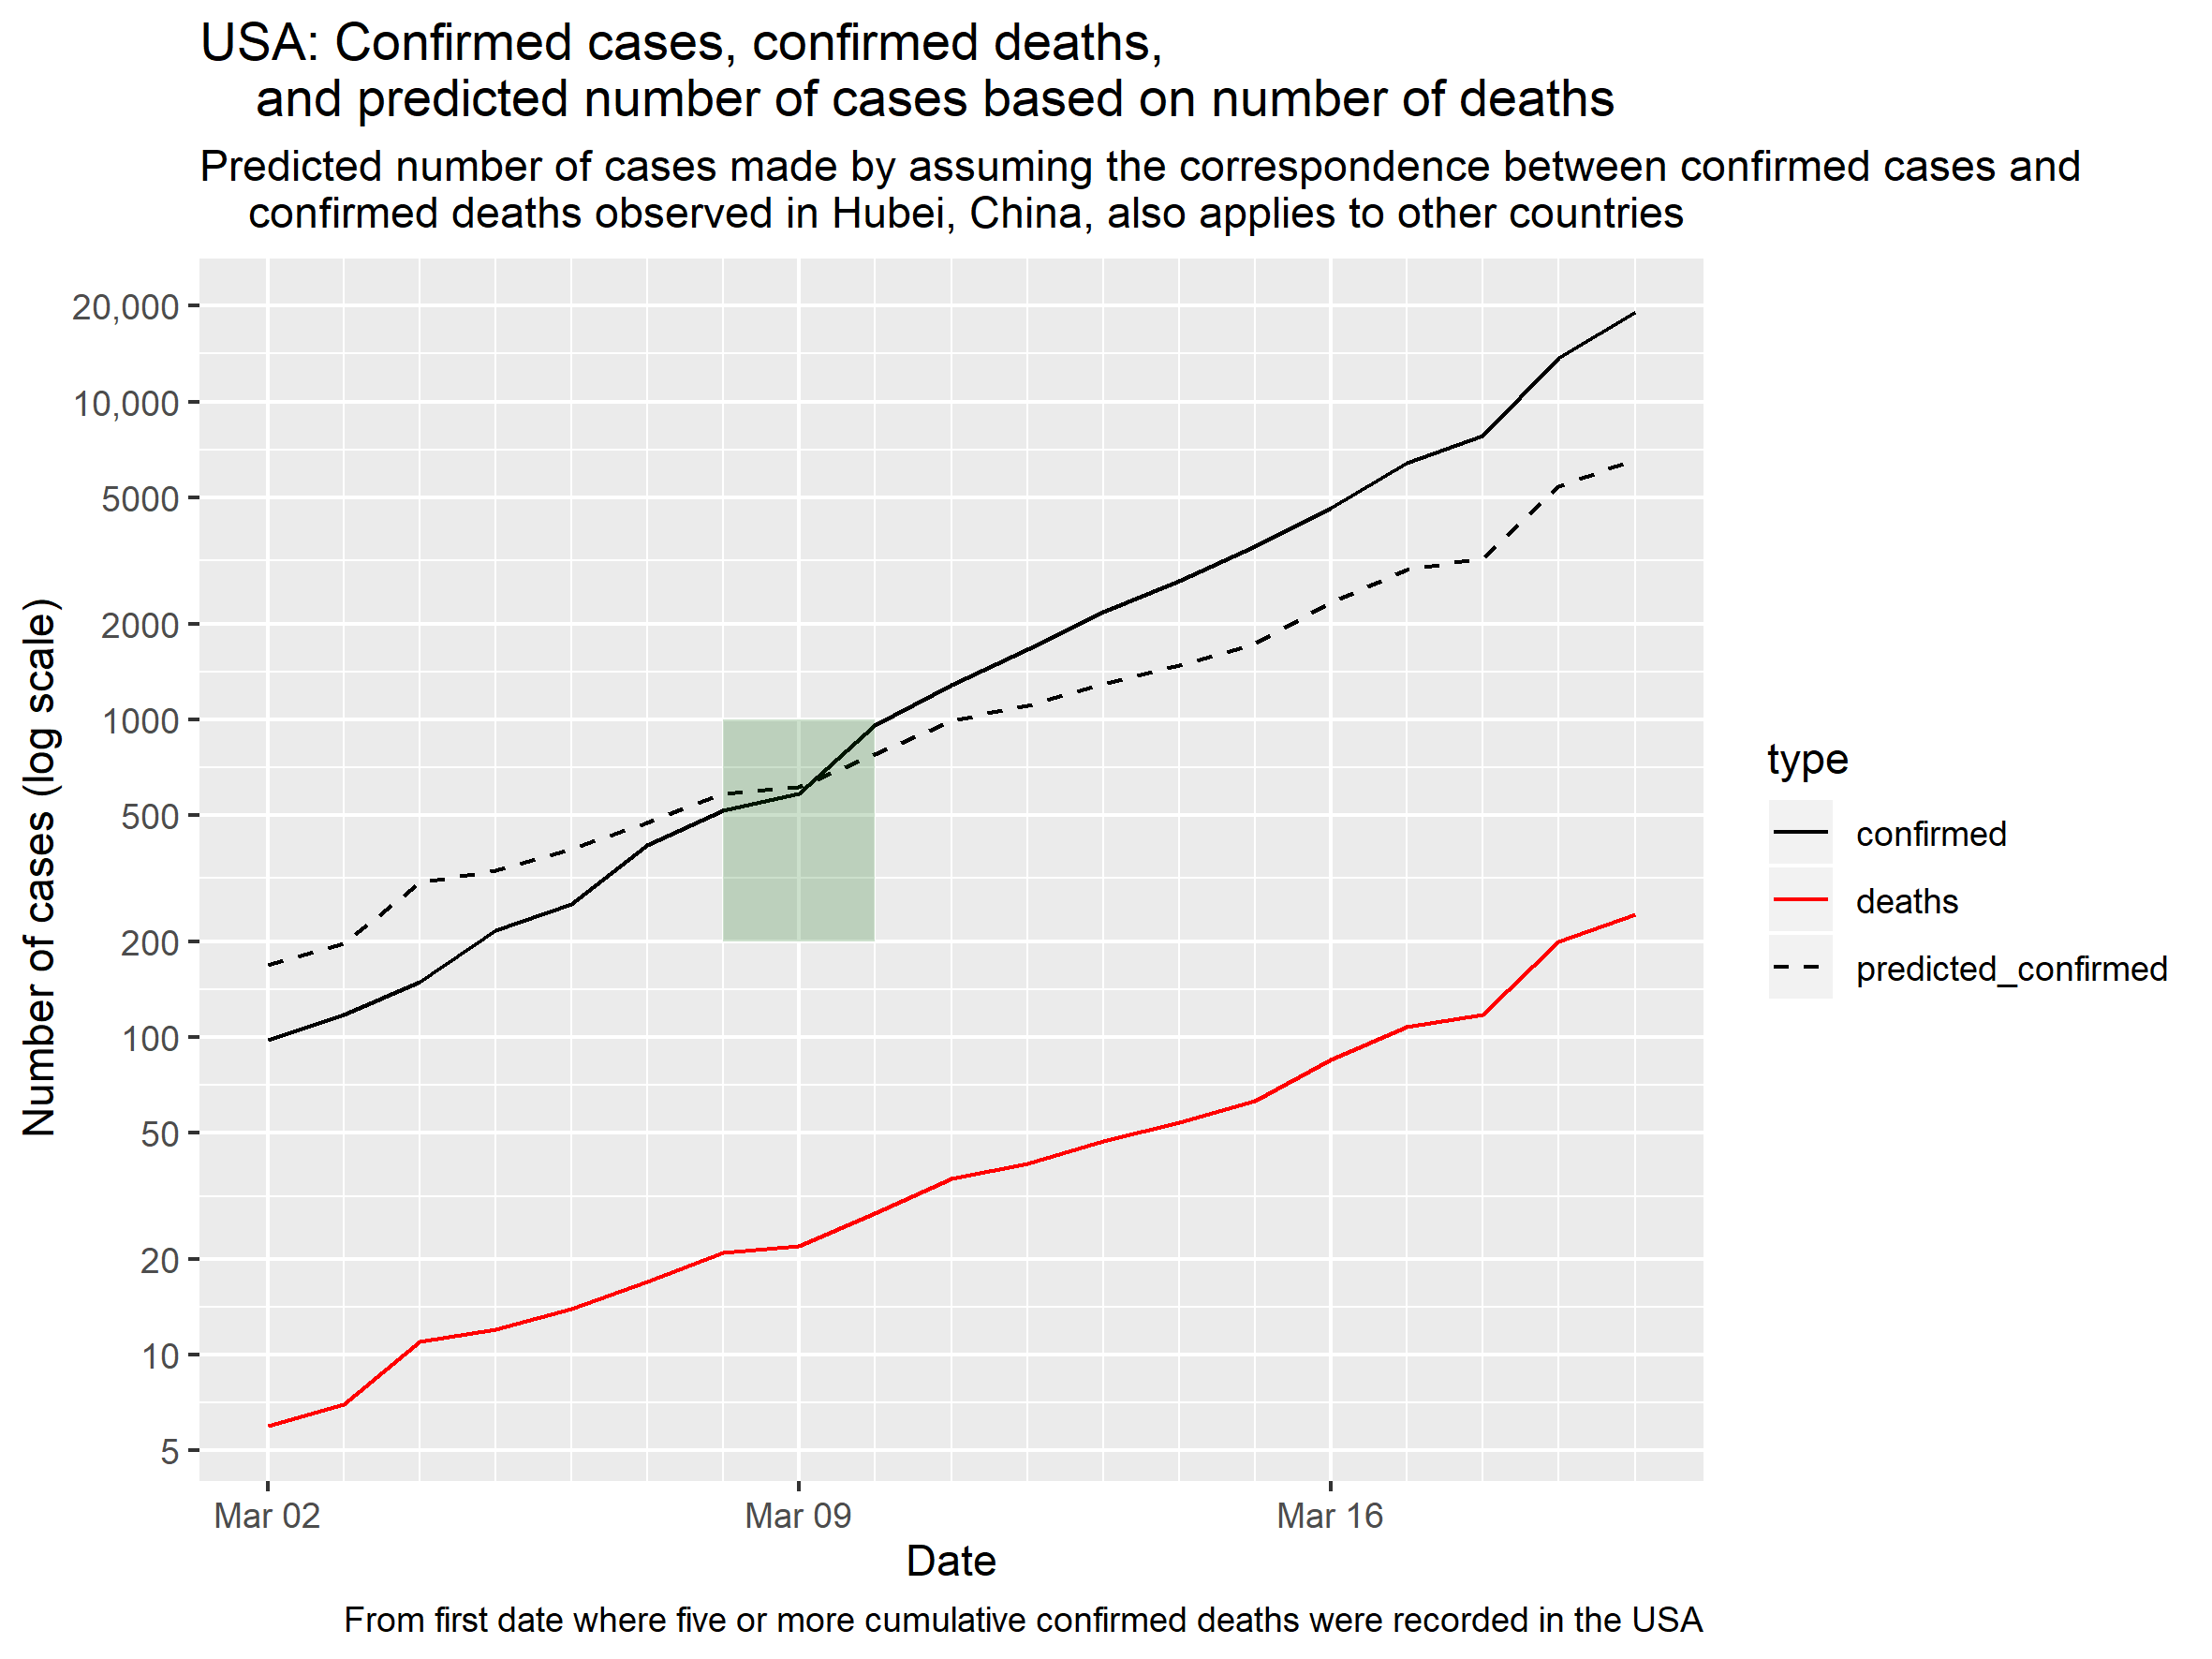 USA: Confirmed cases, confirmed deaths,
and predicted number of cases based on number of deaths
Predicted number of cases made by assuming the correspondence between confirmed cases and
confirmed deaths observed in Hubei, China, also applies to other countries
Number of cases (log scale)
20,000
10,000
5000
2000
1000
500
200
100
50
20
10
5
Mar 02
Mar 09
Mar 16
Date
type
confirmed
deaths
predicted_confirmed
From first date where five or more cumulative confirmed deaths were recorded in the USA